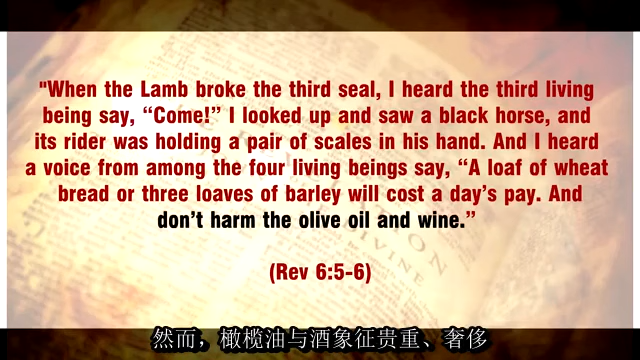 "When the Lamb broke the third seal, I heard the third living
being say, “Come!” I looked up and saw a black horse, and
its rider was holding a pair of scales in his hand. And I heard
a voice from among the four living beings say, “A loaf of wheat
bread or three loaves of barley will cost a day’s pay. And
don’t harm the olive oil and wine.”
(Rev 6:5-6)
然而，橄榄油与酒象征贵重、奢侈